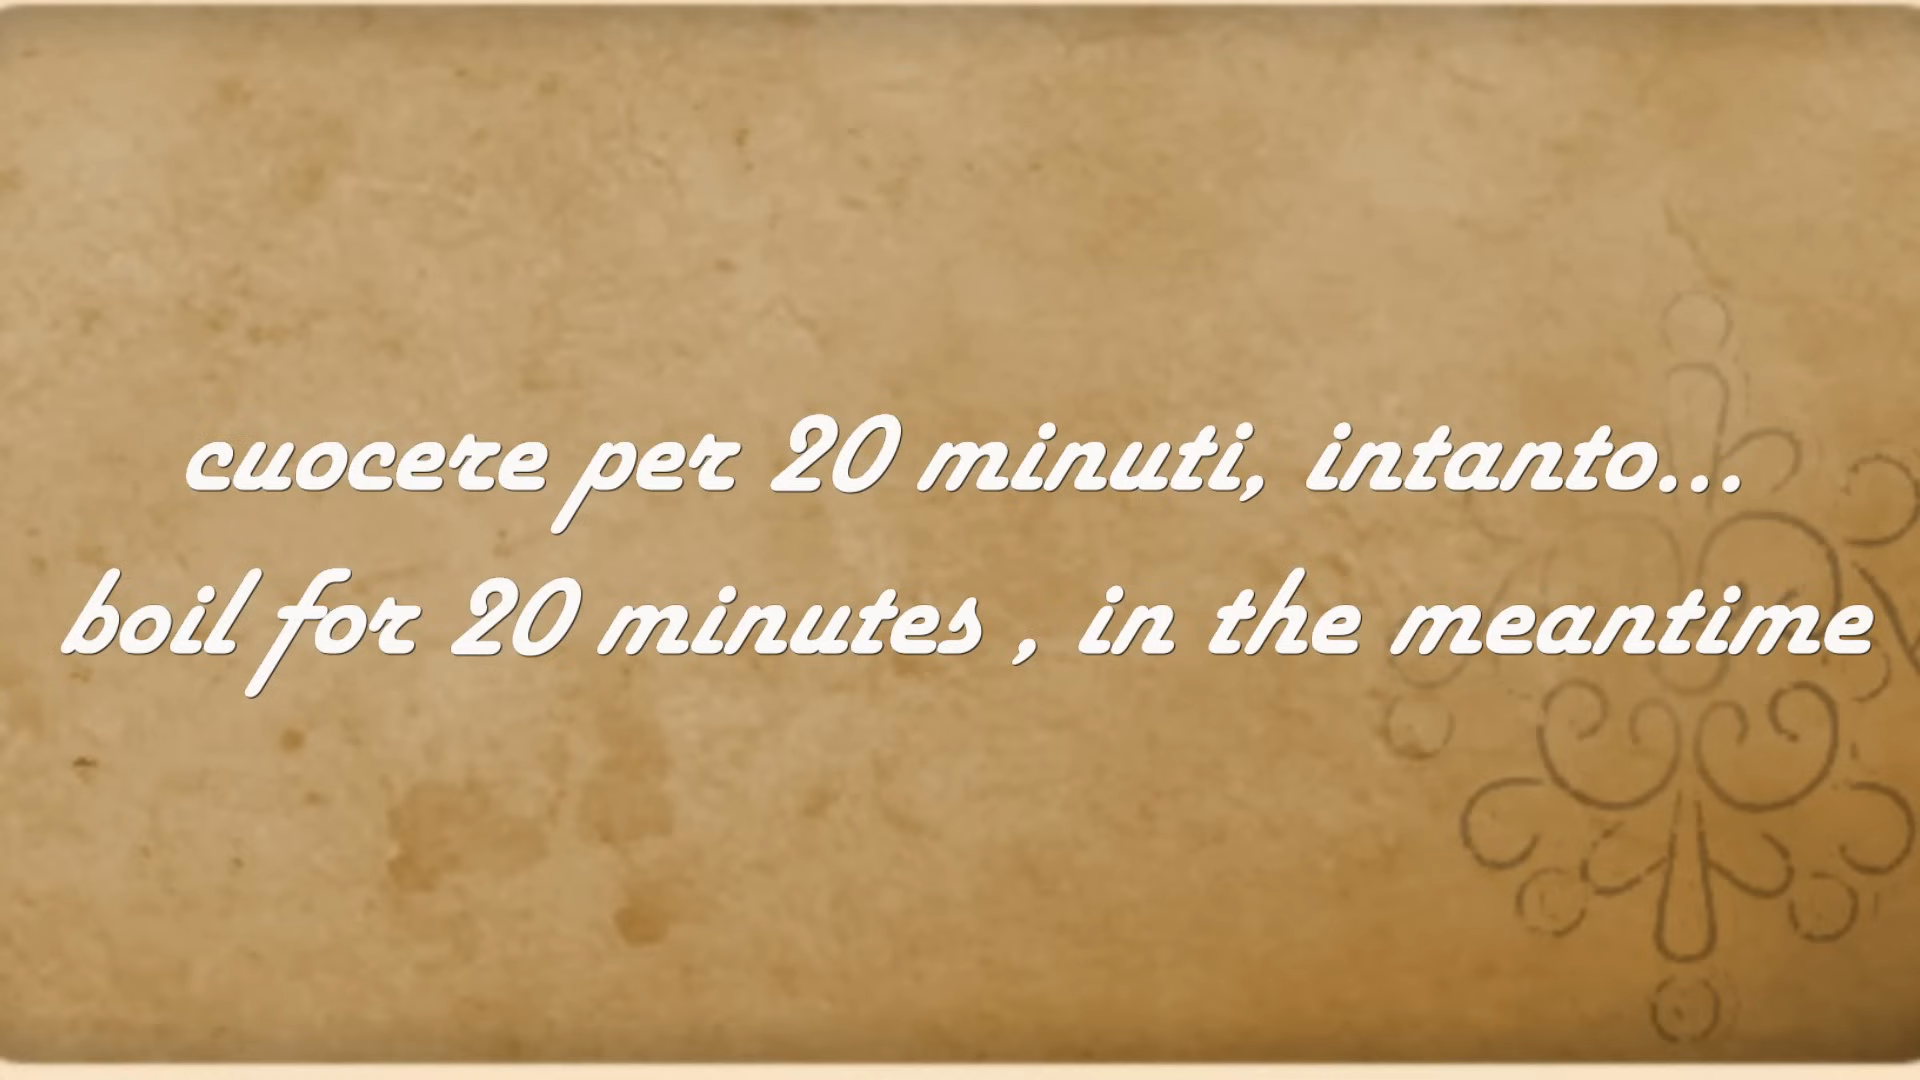 cuocere per 20 minuti, intanto...
boil for 20 minutes , in the meantime